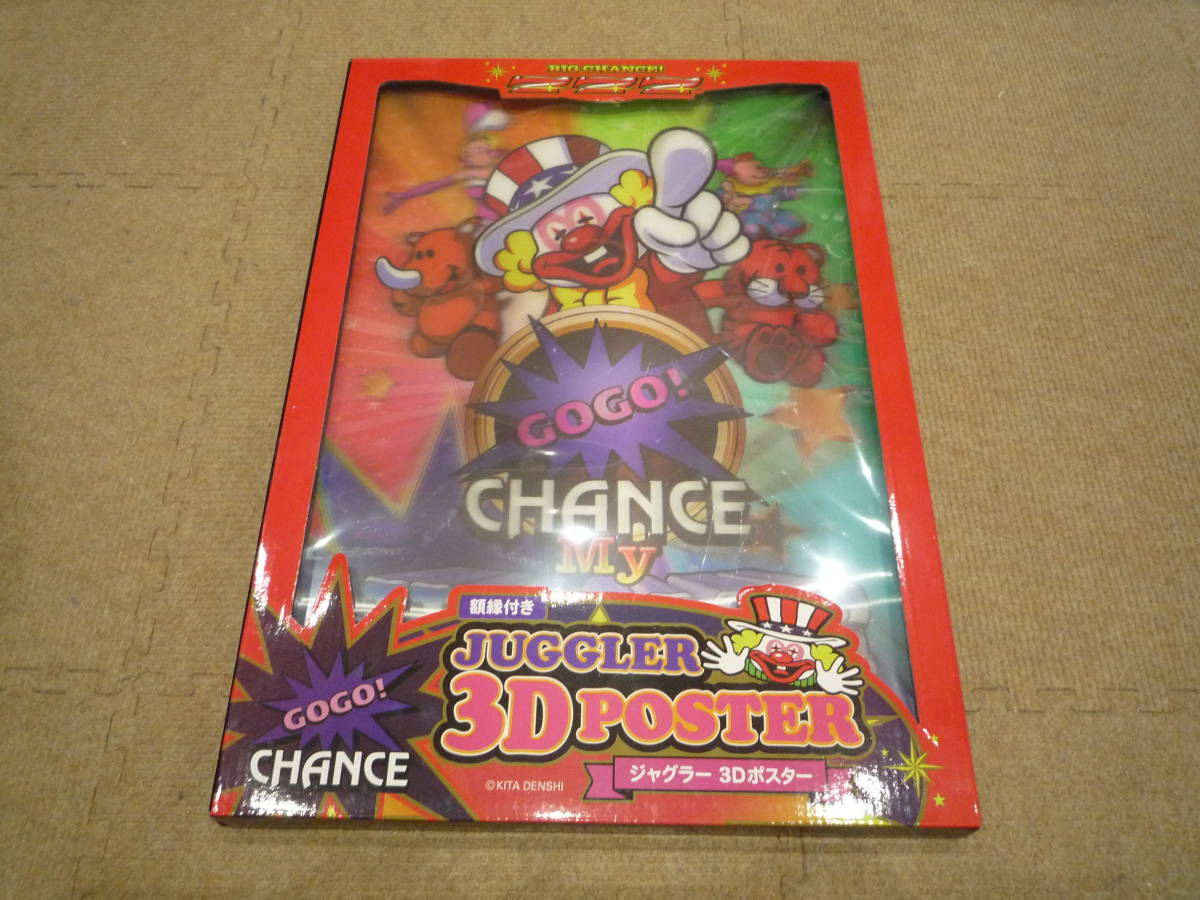 BIG CHANCE!
777
GOGO!
CHANCE
My
額縁付き
JUGGLER
3D POSTER
GOGO!
CHANCE
ジャグラー 3Dポスター
©KITA DENSHI